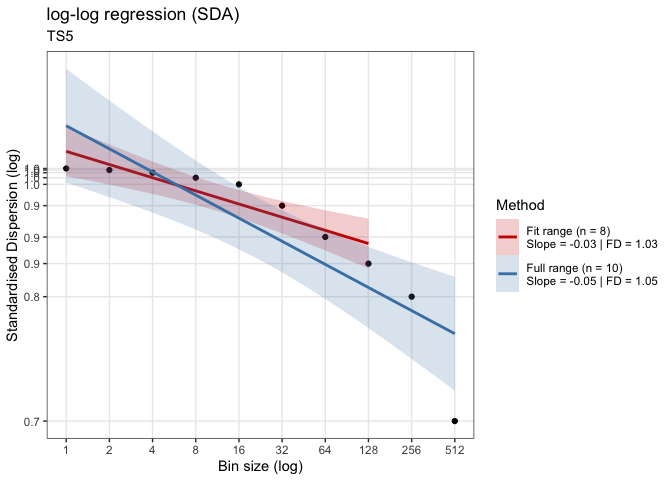 log-log regression (SDA)
TS5
Standardised Dispersion (log)
1.0
1.0
0.9
0.9
0.9
0.8
0.7
1 2 4 8 16 32 64 128 256 512
Bin size (log)
Method
Fit range (n = 8)
Slope = -0.03 | FD = 1.03
Full range (n = 10)
Slope = -0.05 | FD = 1.05